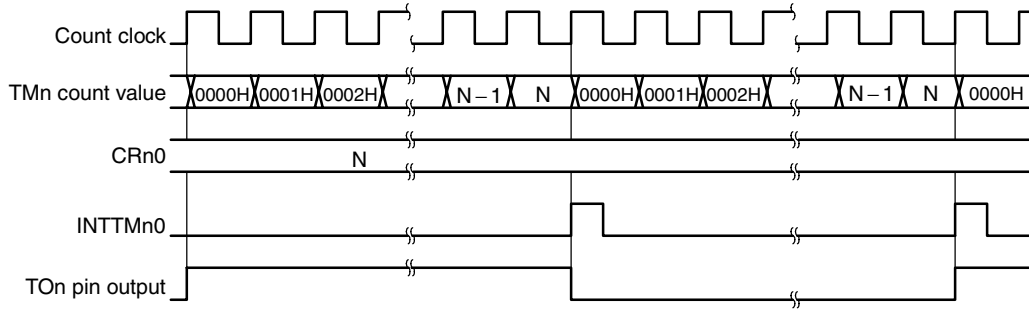 Count clock
TMn count value 0000H 0001H 0002H N−1 N 0000H 0001H 0002H N−1 N 0000H
CRn0 N
INTTMn0
TOn pin output